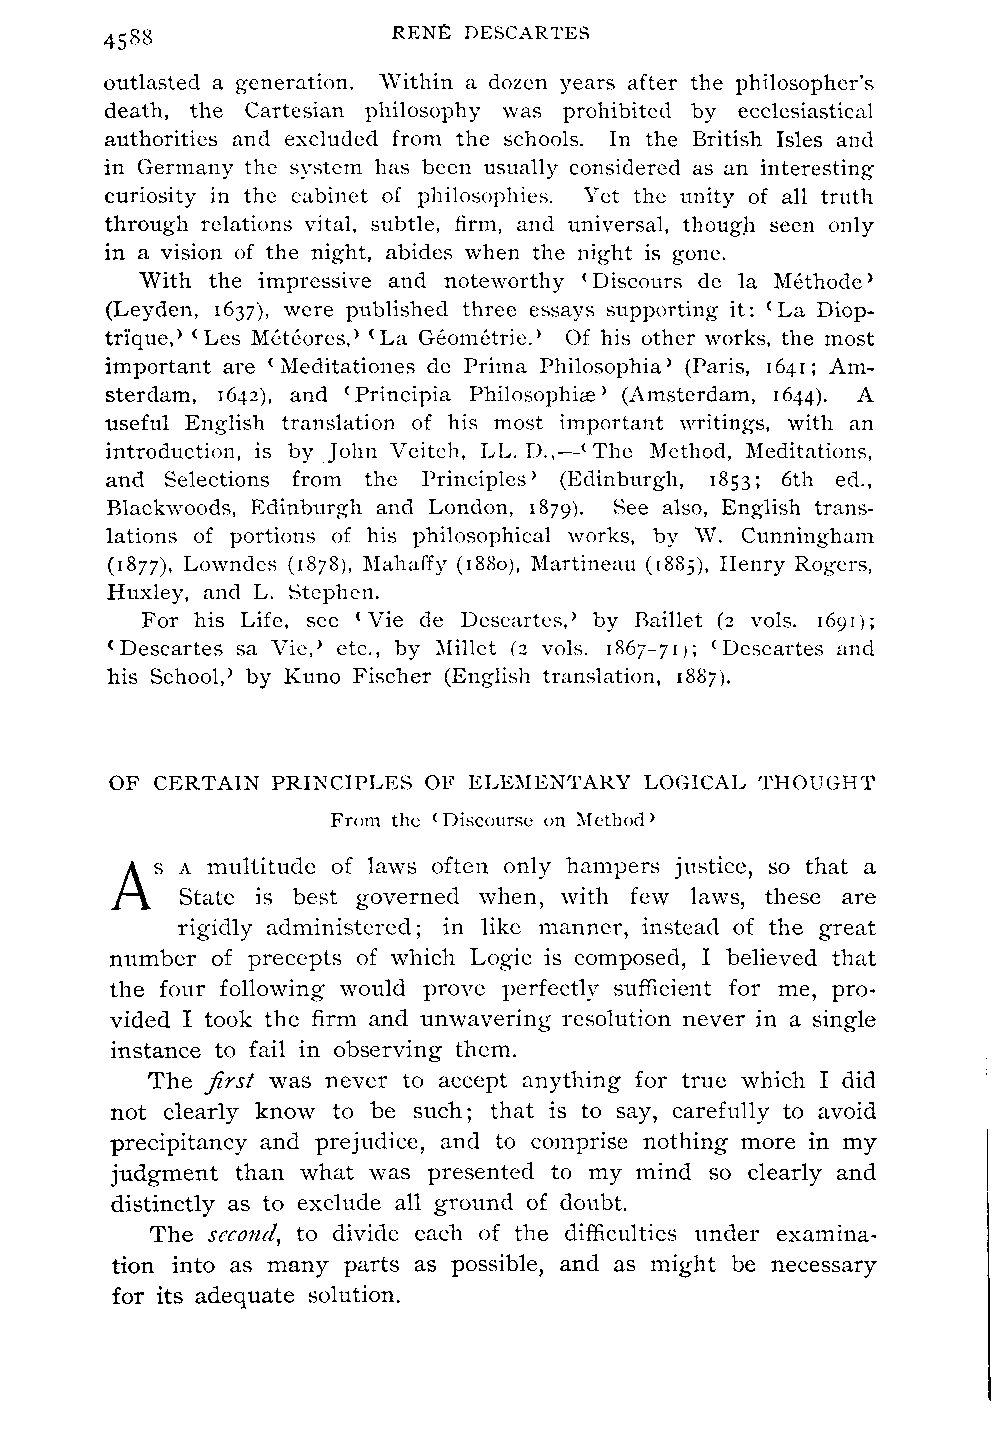 4588 RENÉ DESCARTES
outlasted a generation. Within a dozen years after the philosopher's
death, the Cartesian philosophy was prohibited by ecclesiastical
authorities and excluded from the schools. In the British Isles and
in Germany the system has been usually considered as an interesting
curiosity in the cabinet of philosophies. Yet the unity of all truth
through relations vital, subtle, firm, and universal, though seen only
in a vision of the night, abides when the night is gone.
With the impressive and noteworthy ‘Discours de la Méthode’
(Leyden, 1637), were published three essays supporting it: ‘La Diop-
trique,’ ‘Les Météores,’ ‘La Géométrie.’ Of his other works, the most
important are ‘Meditationes de Prima Philosophia’ (Paris, 1641; Am-
sterdam, 1642), and ‘Principia Philosophiæ’ (Amsterdam, 1644). A
useful English translation of his most important writings, with an
introduction, is by John Veitch, LL. D.,—‘The Method, Meditations,
and Selections from the Principles’ (Edinburgh, 1853; 6th ed.,
Blackwoods, Edinburgh and London, 1879). See also, English trans-
lations of portions of his philosophical works, by W. Cunningham
(1877), Lowndes (1878), Mahaffy (1880), Martineau (1885), Henry Rogers,
Huxley, and L. Stephen.
For his Life, see ‘Vie de Descartes,’ by Baillet (2 vols. 1691);
‘Descartes sa Vie,’ etc., by Millet (2 vols. 1867-71); ‘Descartes and
his School,’ by Kuno Fischer (English translation, 1887).
OF CERTAIN PRINCIPLES OF ELEMENTARY LOGICAL THOUGHT
From the ‘Discourse on Method’
AS A multitude of laws often only hampers justice, so that a
State is best governed when, with few laws, these are
rigidly administered; in like manner, instead of the great
number of precepts of which Logic is composed, I believed that
the four following would prove perfectly sufficient for me, pro-
vided I took the firm and unwavering resolution never in a single
instance to fail in observing them.
The first was never to accept anything for true which I did
not clearly know to be such; that is to say, carefully to avoid
precipitancy and prejudice, and to comprise nothing more in my
judgment than what was presented to my mind so clearly and
distinctly as to exclude all ground of doubt.
The second, to divide each of the difficulties under examina-
tion into as many parts as possible, and as might be necessary
for its adequate solution.